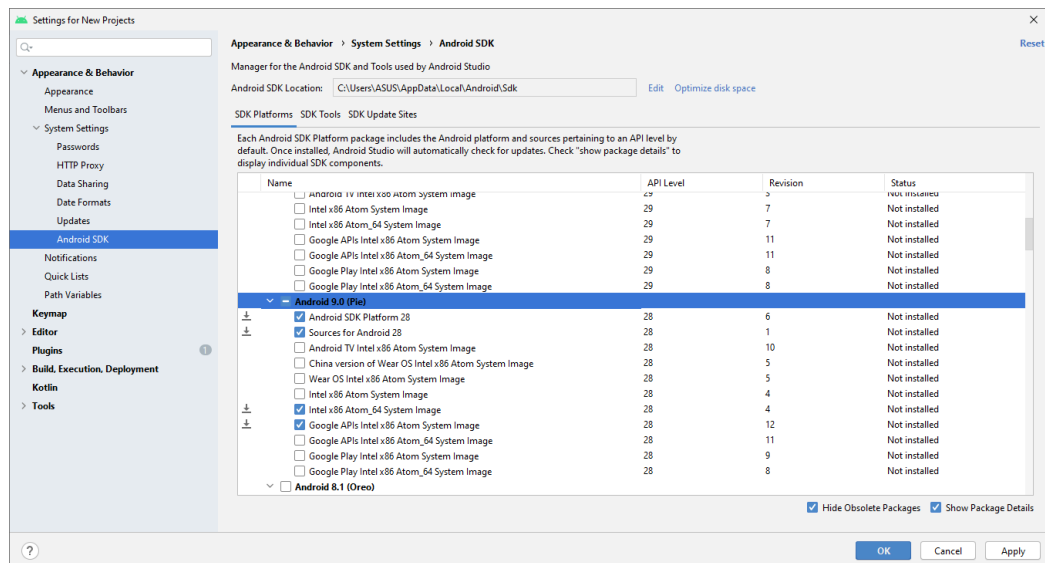 Settings for New Projects
Appearance & Behavior
Appearance
Menus and Toolbars
System Settings
Passwords
HTTP Proxy
Data Sharing
Date Formats
Updates
Android SDK
Notifications
Quick Lists
Path Variables
Keymap
Editor
Plugins 1
Build, Execution, Deployment
Kotlin
Tools
Appearance & Behavior > System Settings > Android SDK Reset
Manager for the Android SDK and Tools used by Android Studio
Android SDK Location: C:\Users\ASUS\AppData\Local\Android\Sdk Edit Optimize disk space
SDK Platforms SDK Tools SDK Update Sites
Each Android SDK Platform package includes the Android platform and sources pertaining to an API level by
default. Once installed, Android Studio will automatically check for updates. Check "show package details" to
display individual SDK components.
Name API Level Revision Status
Android TV Intel x86 Atom System Image 29 3 Not installed
Intel x86 Atom System Image 29 7 Not installed
Intel x86 Atom_64 System Image 29 7 Not installed
Google APIs Intel x86 Atom System Image 29 11 Not installed
Google APIs Intel x86 Atom_64 System Image 29 11 Not installed
Google Play Intel x86 Atom System Image 29 8 Not installed
Google Play Intel x86 Atom_64 System Image 29 8 Not installed
Android 9.0 (Pie)
Android SDK Platform 28 28 6 Not installed
Sources for Android 28 28 1 Not installed
Android TV Intel x86 Atom System Image 28 10 Not installed
China version of Wear OS Intel x86 Atom System Image 28 5 Not installed
Wear OS Intel x86 Atom System Image 28 5 Not installed
Intel x86 Atom System Image 28 4 Not installed
Intel x86 Atom_64 System Image 28 4 Not installed
Google APIs Intel x86 Atom System Image 28 12 Not installed
Google APIs Intel x86 Atom_64 System Image 28 11 Not installed
Google Play Intel x86 Atom System Image 28 9 Not installed
Google Play Intel x86 Atom_64 System Image 28 8 Not installed
Android 8.1 (Oreo)
Hide Obsolete Packages Show Package Details
? OK Cancel Apply